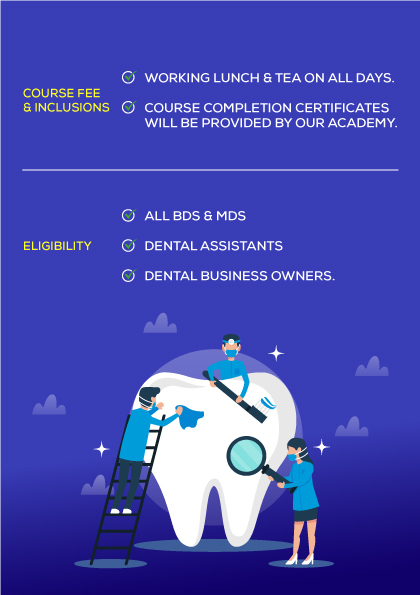 COURSE FEE
& INCLUSIONS
WORKING LUNCH & TEA ON ALL DAYS.
COURSE COMPLETION CERTIFICATES
WILL BE PROVIDED BY OUR ACADEMY.
ELIGIBILITY
ALL BDS & MDS
DENTAL ASSISTANTS
DENTAL BUSINESS OWNERS.